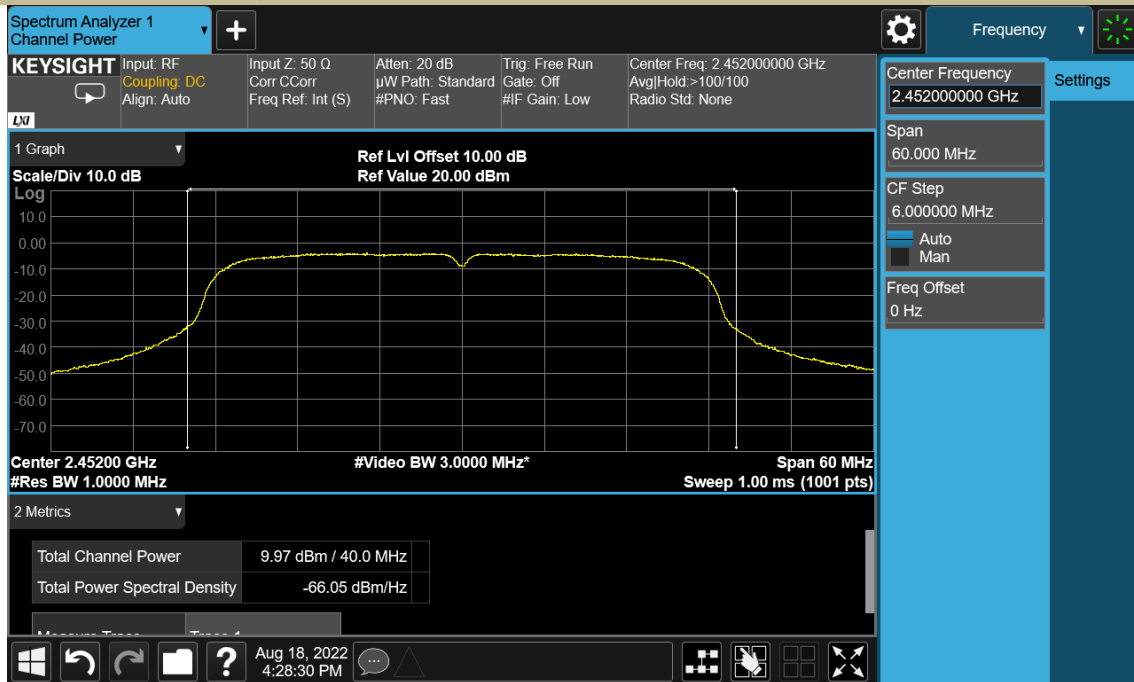 Spectrum Analyzer 1
Channel Power
+
Frequency
KEYSIGHT
LXI
Input: RF
Coupling: DC
Align: Auto
Input Z: 50 Ω
Corr CCorr
Freq Ref: Int (S)
Atten: 20 dB
µW Path: Standard
#PNO: Fast
Trig: Free Run
Gate: Off
#IF Gain: Low
Center Freq: 2.452000000 GHz
Avg|Hold:>100/100
Radio Std: None
Center Frequency
2.452000000 GHz
Settings
Span
60.000 MHz
CF Step
6.000000 MHz
Auto
Man
Freq Offset
0 Hz
1 Graph
Scale/Div 10.0 dB
Ref Lvl Offset 10.00 dB
Ref Value 20.00 dBm
Log
10.0
0.00
-10.0
-20.0
-30.0
-40.0
-50.0
-60.0
-70.0
Center 2.45200 GHz
#Video BW 3.0000 MHz*
Span 60 MHz
#Res BW 1.0000 MHz
Sweep 1.00 ms (1001 pts)
2 Metrics
Total Channel Power 9.97 dBm / 40.0 MHz
Total Power Spectral Density -66.05 dBm/Hz
Measure Trace Trace 1
?
Aug 18, 2022
4:28:30 PM